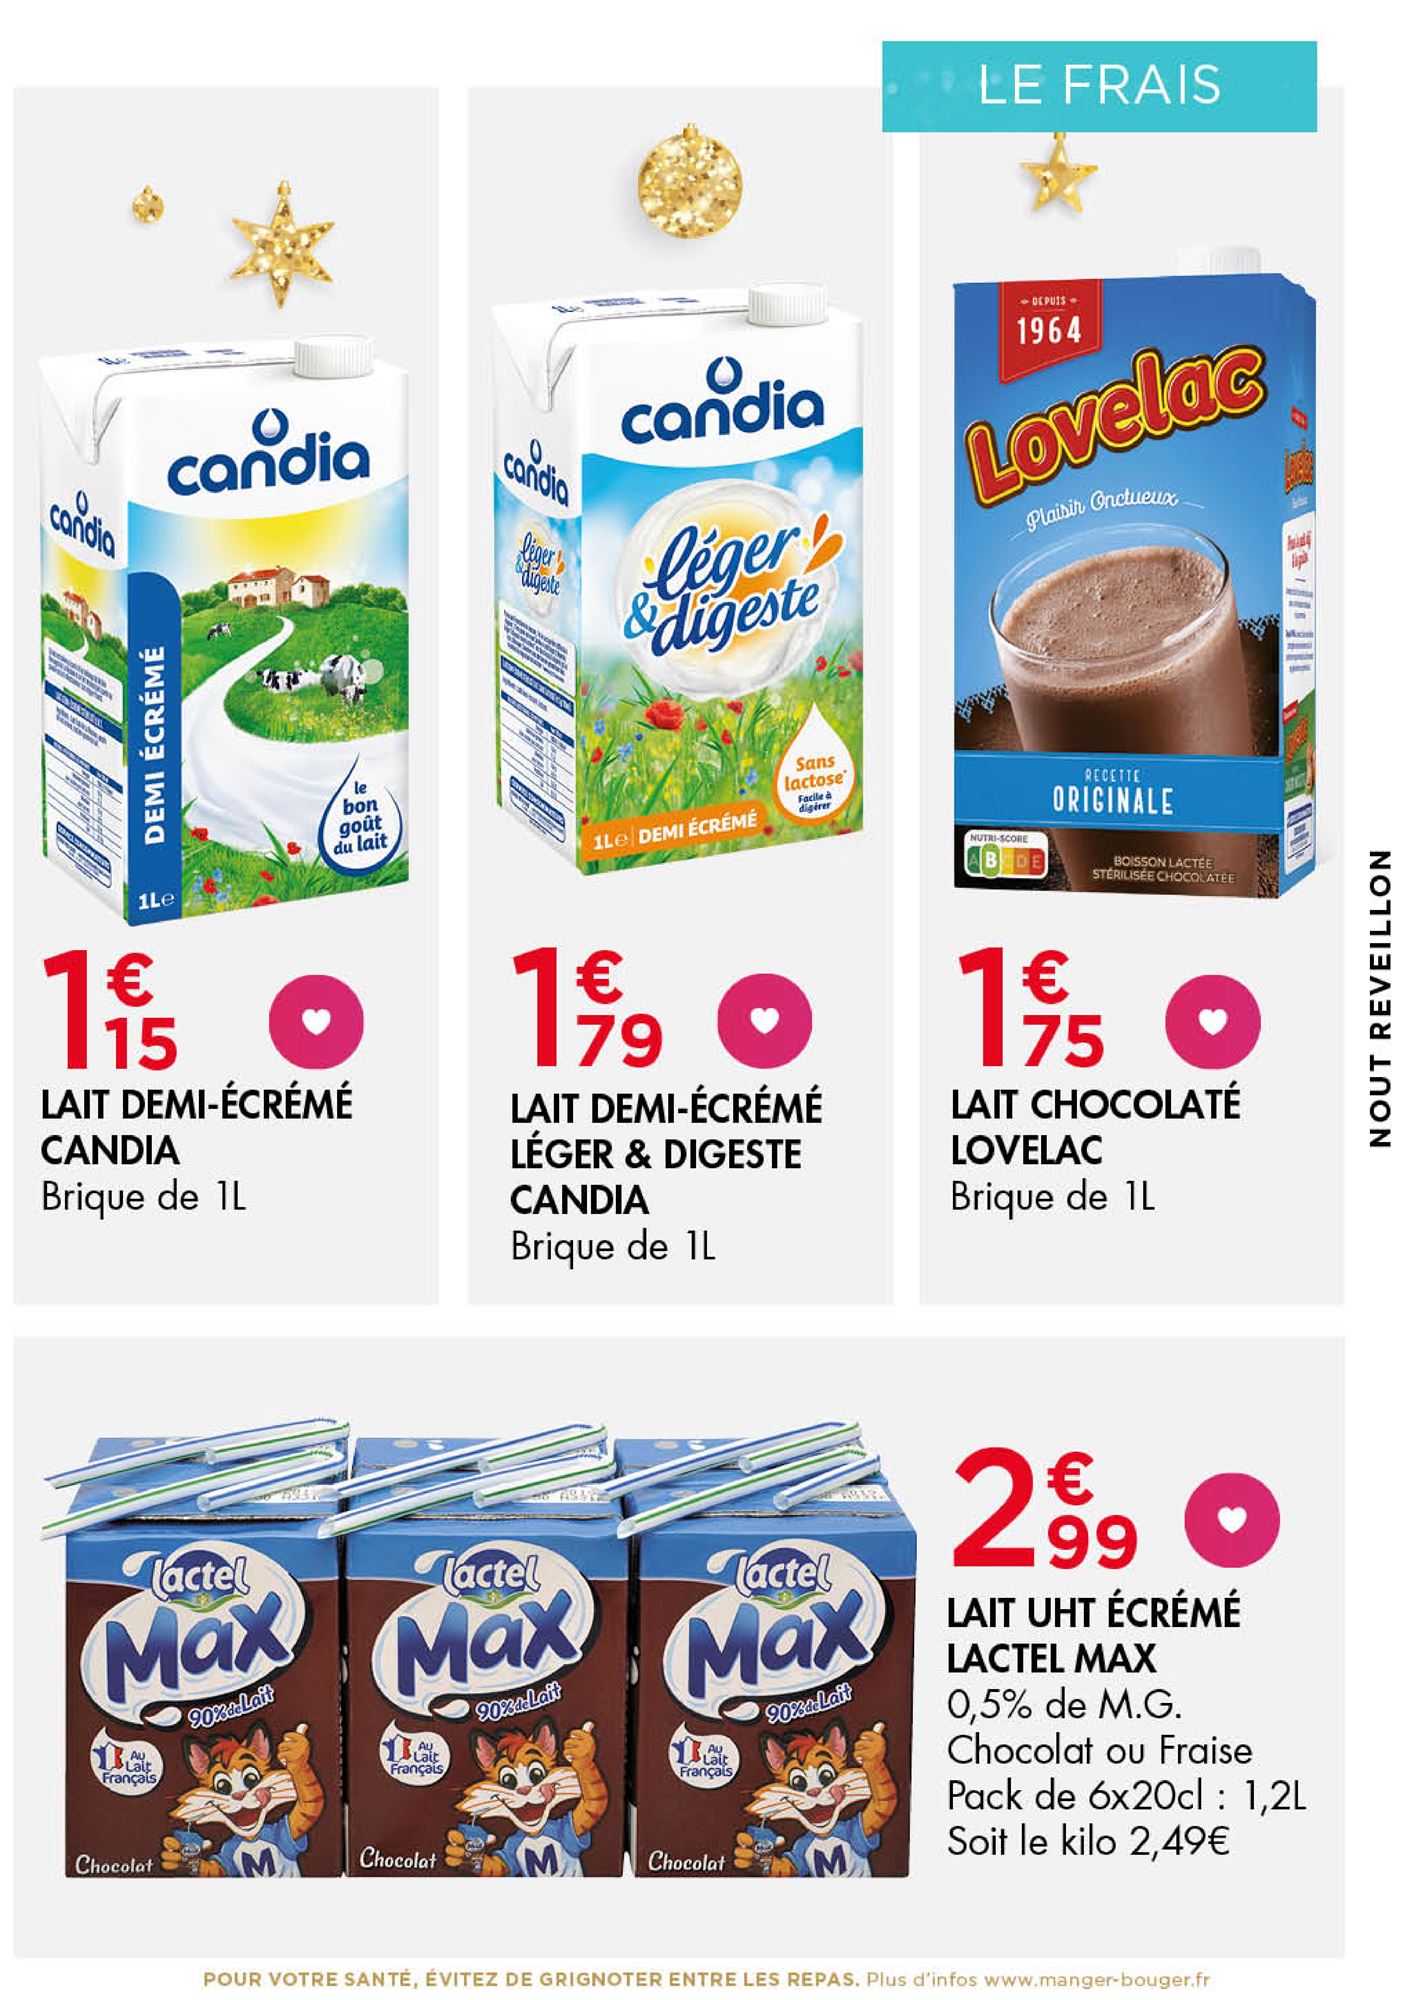 LE FRAIS
candia
candia
DEMI ÉCRÉMÉ
le
bon
goût
du lait
1Le
candia
candia
léger
&digeste
léger
&digeste
Sans
lactose*
Facile à
digérer
1Le DEMI ÉCRÉMÉ
DEPUIS
1964
Lovelac
Plaisir Onctueux
RECETTE
ORIGINALE
NUTRI-SCORE
A B C D E
BOISSON LACTÉE
STÉRILISÉE CHOCOLATÉE
1€15
LAIT DEMI-ÉCRÉMÉ
CANDIA
Brique de 1L
1€79
LAIT DEMI-ÉCRÉMÉ
LÉGER & DIGESTE
CANDIA
Brique de 1L
1€75
LAIT CHOCOLATÉ
LOVELAC
Brique de 1L
NOUT REVEILLON
lactel
Max
90% de Lait
Au
Lait
Français
Chocolat
M
lactel
Max
90% de Lait
Au
Lait
Français
Chocolat
M
lactel
Max
90% de Lait
Au
Lait
Français
Chocolat
M
2€99
LAIT UHT ÉCRÉMÉ
LACTEL MAX
0,5% de M.G.
Chocolat ou Fraise
Pack de 6x20cl : 1,2L
Soit le kilo 2,49€
POUR VOTRE SANTÉ, ÉVITEZ DE GRIGNOTER ENTRE LES REPAS. Plus d'infos www.manger-bouger.fr